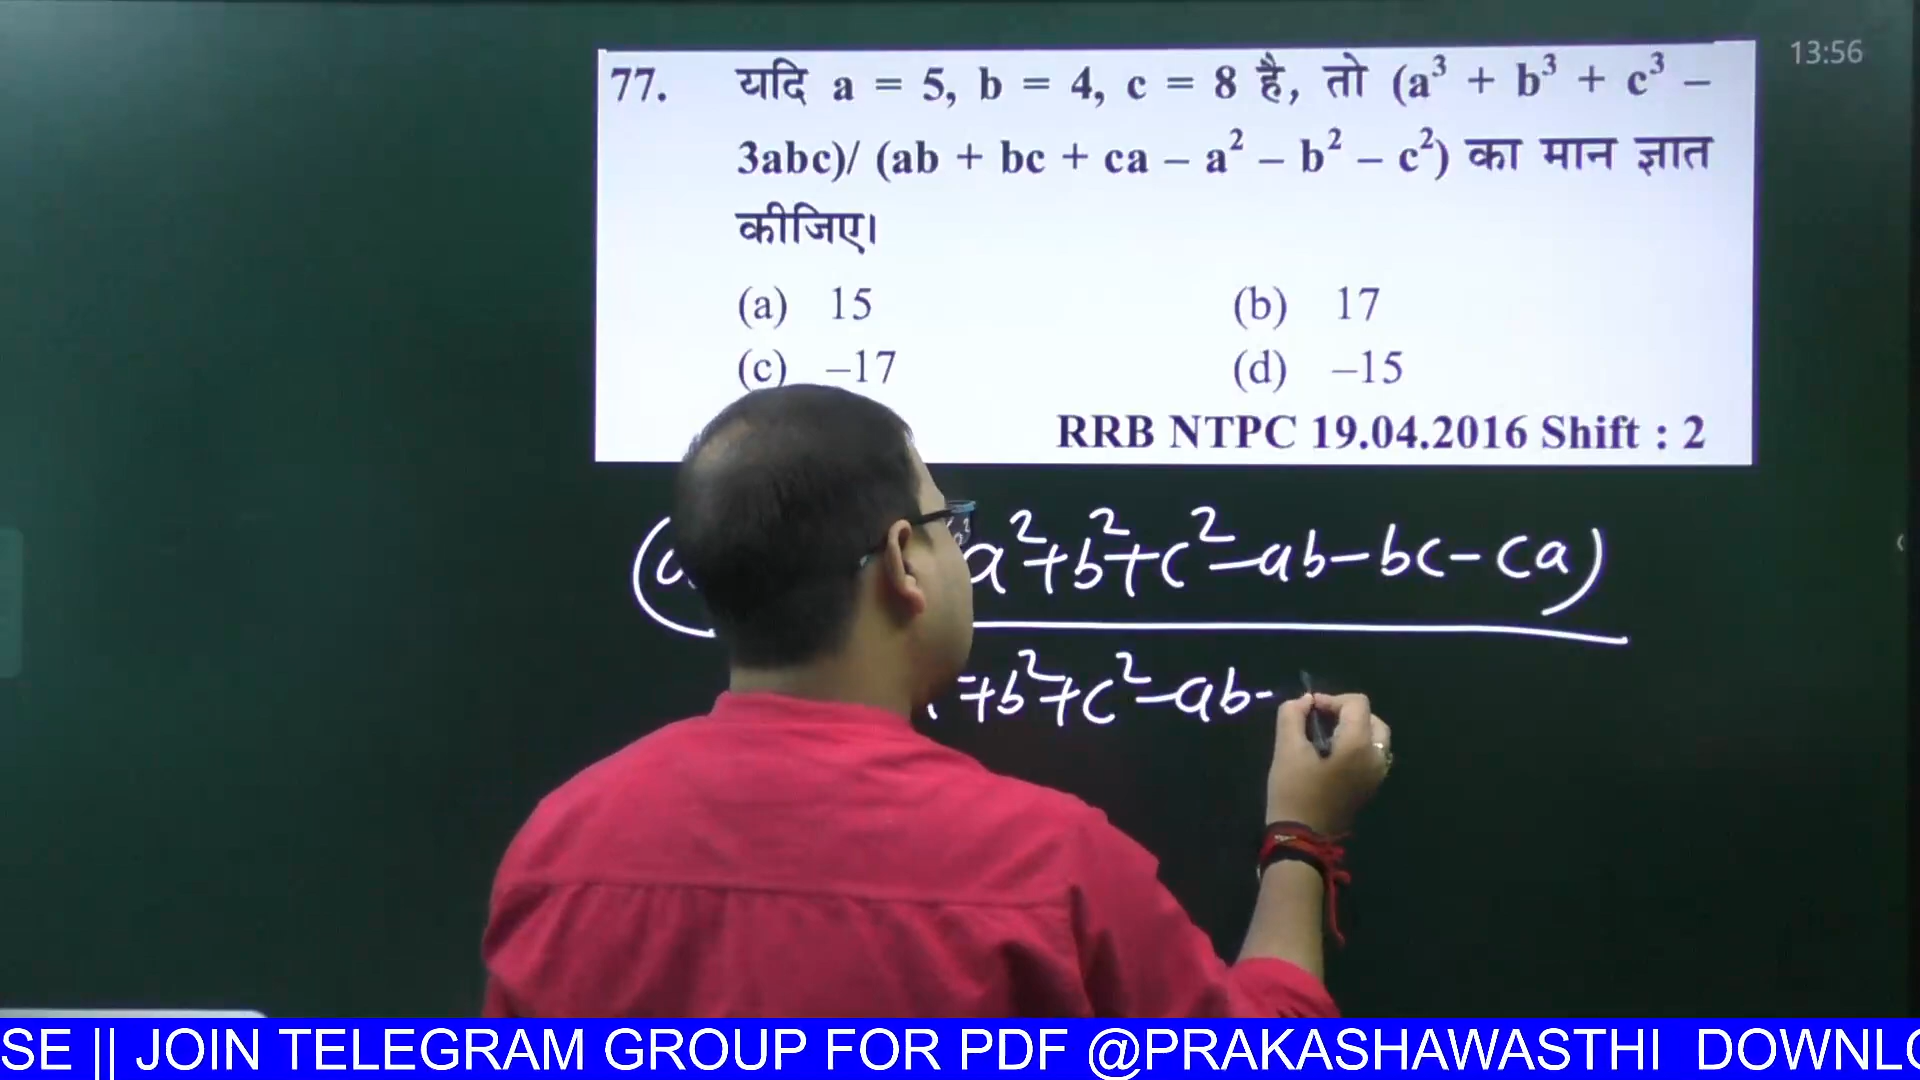 13:56
77. यदि a = 5, b = 4, c = 8 है, तो (a³ + b³ + c³ –
3abc)/ (ab + bc + ca – a² – b² – c²) का मान ज्ञात
कीजिए।
(a) 15 (b) 17
(c) –17 (d) –15
RRB NTPC 19.04.2016 Shift : 2
a²+b²+c²-ab-bc-ca)
+b²+c²-ab-
SE || JOIN TELEGRAM GROUP FOR PDF @PRAKASHAWASTHI DOWNLO